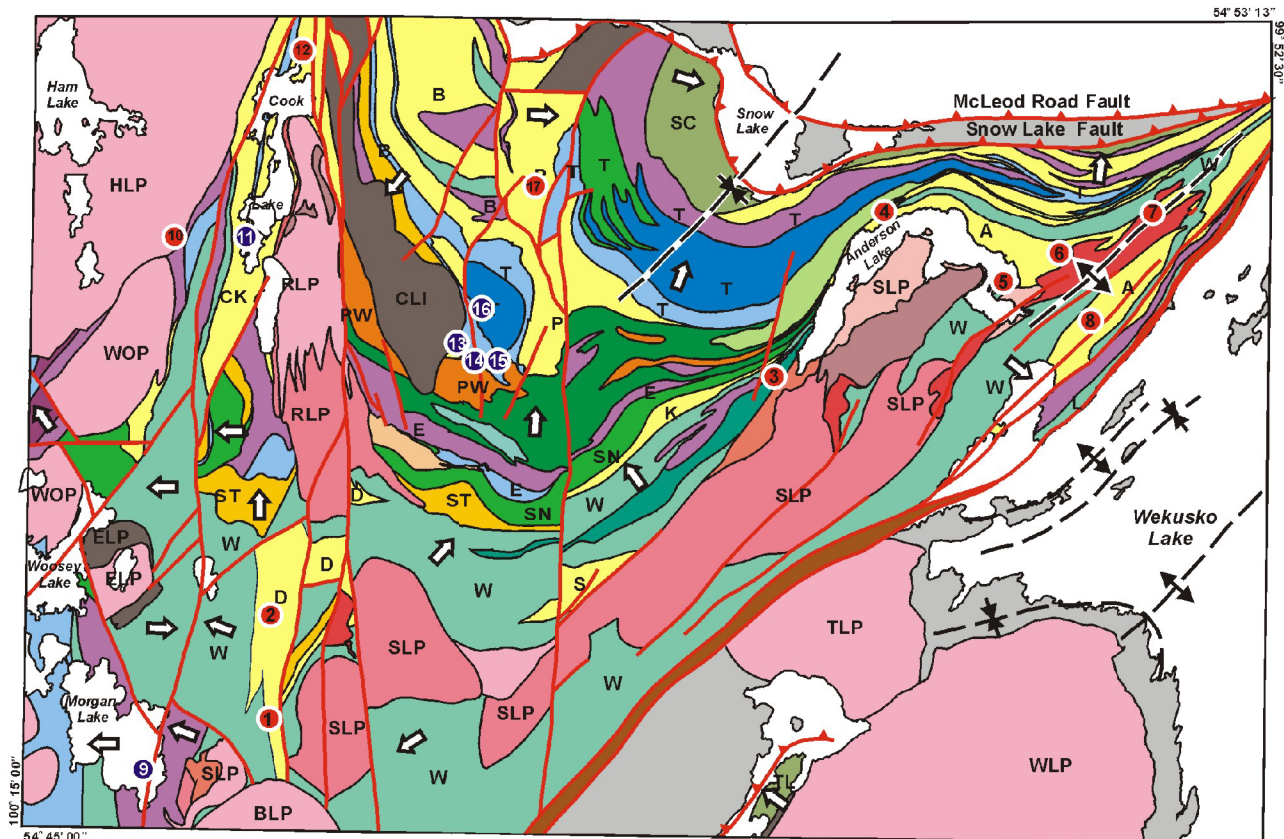 54° 53' 13"
99° 52' 30"
12
Ham
Lake
Cook
Lake
B
SC
Snow
Lake
McLeod Road Fault
Snow Lake Fault
B
T
T
T
W
HLP
17
B
T
T
4
A
7
10
11
Anderson
Lake
6
CK
RLP
CLI
T
T
SLP
5
A
16
T
PW
P
8
WOP
13
14
15
W
PW
3
W
E
K
SLP
L
RLP
E
SN
WOP
ST
D
ST
E
SN
W
SLP
ELP
W
D
W
S
Wekusko
Lake
Woosey
Lake
ELP
D
2
W
SLP
TLP
W
Morgan
Lake
1
SLP
SLP
9
SLP
W
TL
WLP
BLP
100° 15' 00"
54° 45' 00"